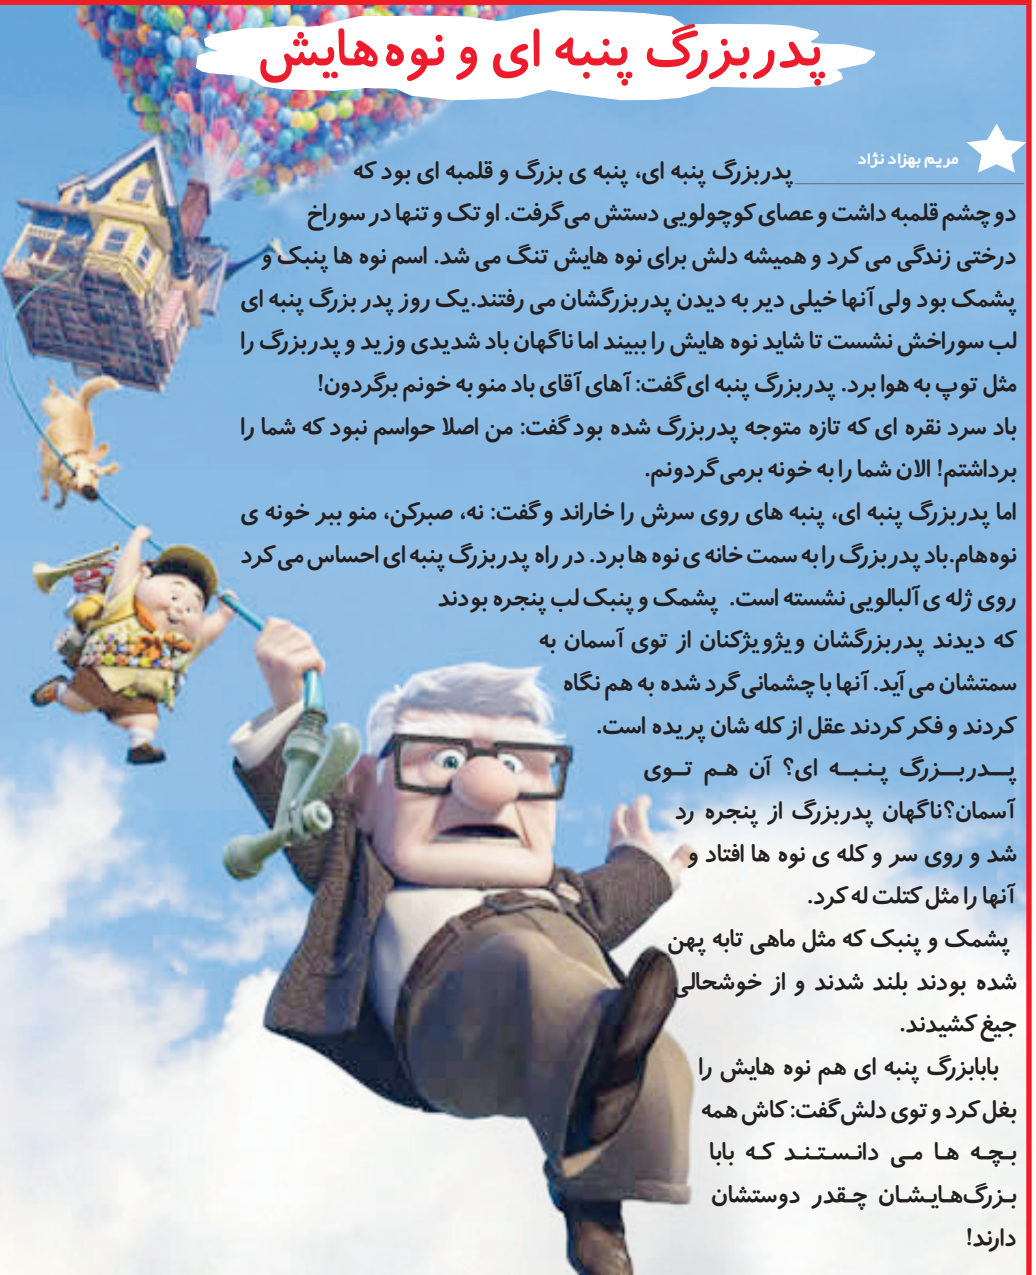 پدربزرگ پنبه ای و نوه‌هایش
مریم بهزاد نژاد
پدربزرگ پنبه ای، پنبه ی بزرگ و قلمبه ای بود که
دو چشم قلمبه داشت و عصای کوچولویی دستش می‌گرفت. او تک و تنها در سوراخ
درختی زندگی می کرد و همیشه دلش برای نوه هایش تنگ می شد. اسم نوه ها پنبک و
پشمک بود ولی آنها خیلی دیر به دیدن پدربزرگشان می رفتند.یک روز پدر بزرگ پنبه ای
لب سوراخش نشست تا شاید نوه هایش را ببیند اما ناگهان باد شدیدی وزید و پدربزرگ را
مثل توپ به هوا برد. پدربزرگ پنبه ای گفت: آهای آقای باد منو به خونم برگردون!
باد سرد نقره ای که تازه متوجه پدربزرگ شده بود گفت: من اصلا حواسم نبود که شما را
برداشتم! الان شما را به خونه برمی‌گردونم.
اما پدربزرگ پنبه ای، پنبه های روی سرش را خاراند و گفت: نه، صبرکن، منو ببر خونه ی
نوه‌هام.باد پدربزرگ را به سمت خانه ی نوه ها برد. در راه پدربزرگ پنبه ای احساس می‌کرد
روی ژله ی آلبالویی نشسته است. پشمک و پنبک لب پنجره بودند
که دیدند پدربزرگشان ویژویژکنان از توی آسمان به
سمتشان می آید. آنها با چشمانی گرد شده به هم نگاه
کردند و فکر کردند عقل از کله شان پریده است.
پدربزرگ پنبه ای؟ آن هم توی
آسمان؟ناگهان پدربزرگ از پنجره رد
شد و روی سر و کله ی نوه ها افتاد و
آنها را مثل کتلت له کرد.
پشمک و پنبک که مثل ماهی تابه پهن
شده بودند بلند شدند و از خوشحالی
جیغ کشیدند.
بابابزرگ پنبه ای هم نوه هایش را
بغل کرد و توی دلش گفت: کاش همه
بچه ها می دانستند که بابا
بزرگ‌هایشان چقدر دوستشان
دارند!